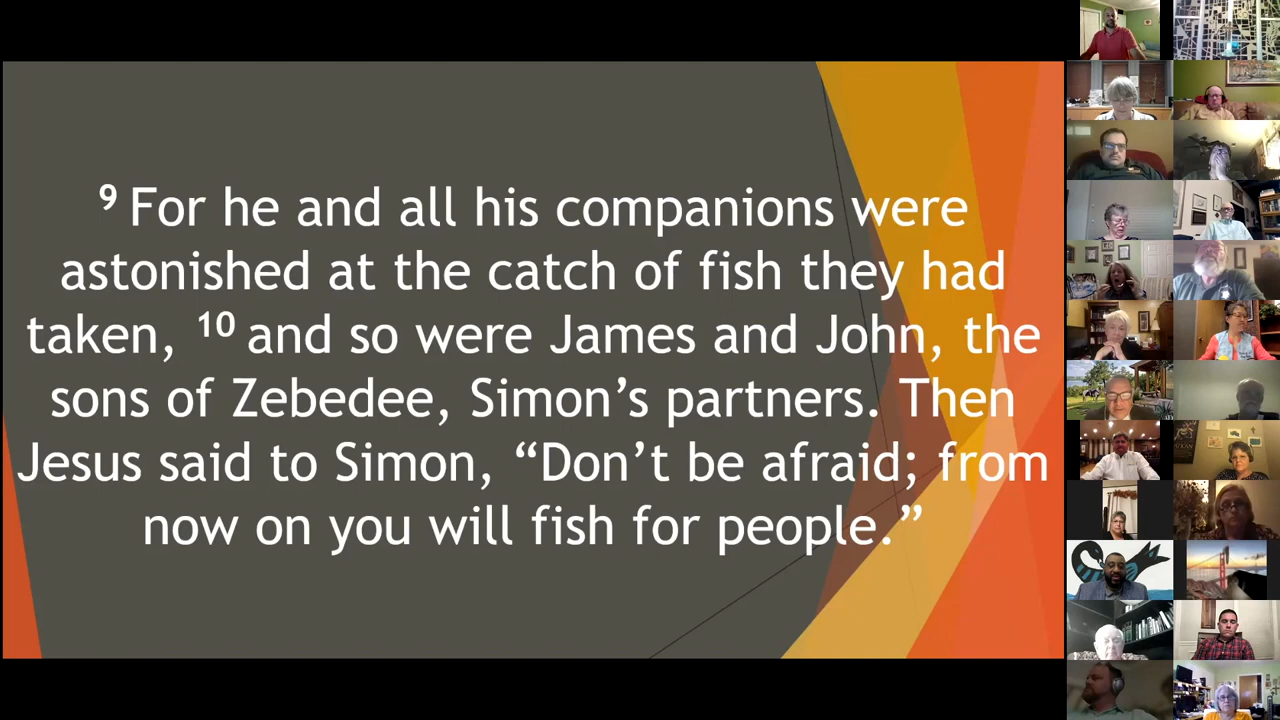 9 For he and all his companions were
astonished at the catch of fish they had
taken, 10 and so were James and John, the
sons of Zebedee, Simon’s partners. Then
Jesus said to Simon, “Don’t be afraid; from
now on you will fish for people.”